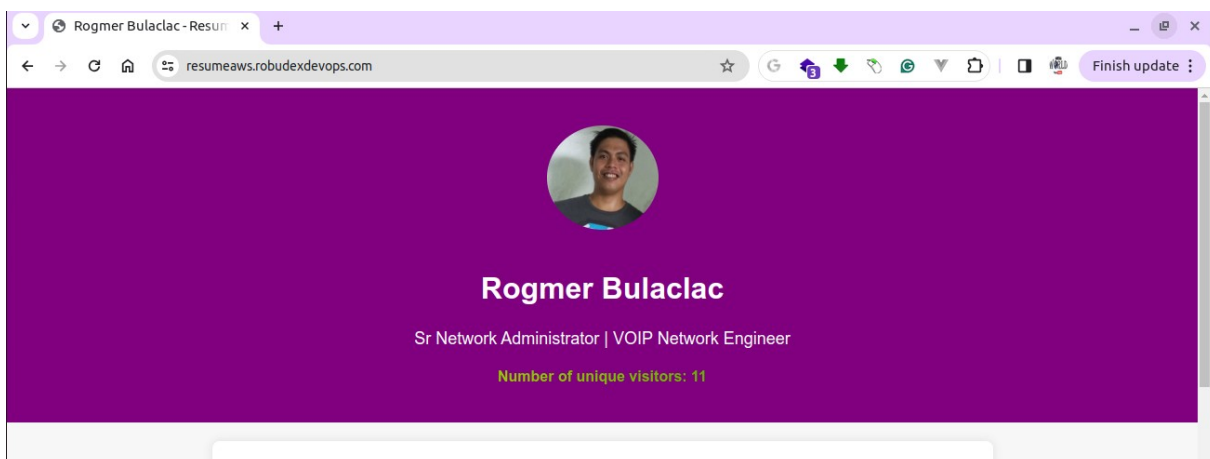 Rogmer Bulaclac - Resum
resumeaws.robudexdevops.com
3
Finish update
Rogmer Bulaclac
Sr Network Administrator | VOIP Network Engineer
Number of unique visitors: 11